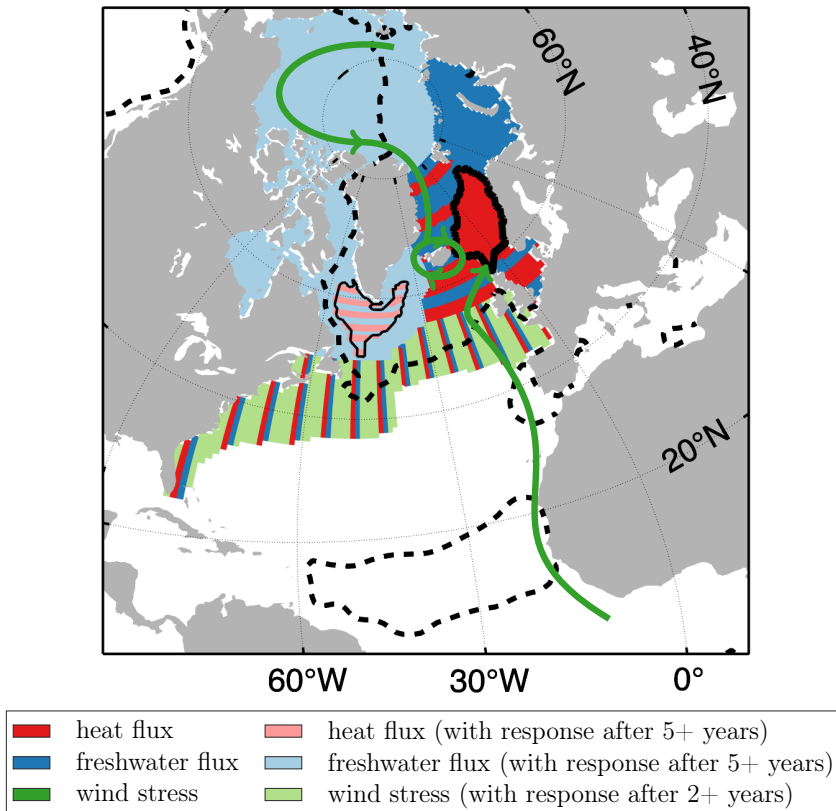 60°N
40°N
20°N
60°W
30°W
0°
heat flux
heat flux (with response after 5+ years)
freshwater flux
freshwater flux (with response after 5+ years)
wind stress
wind stress (with response after 2+ years)